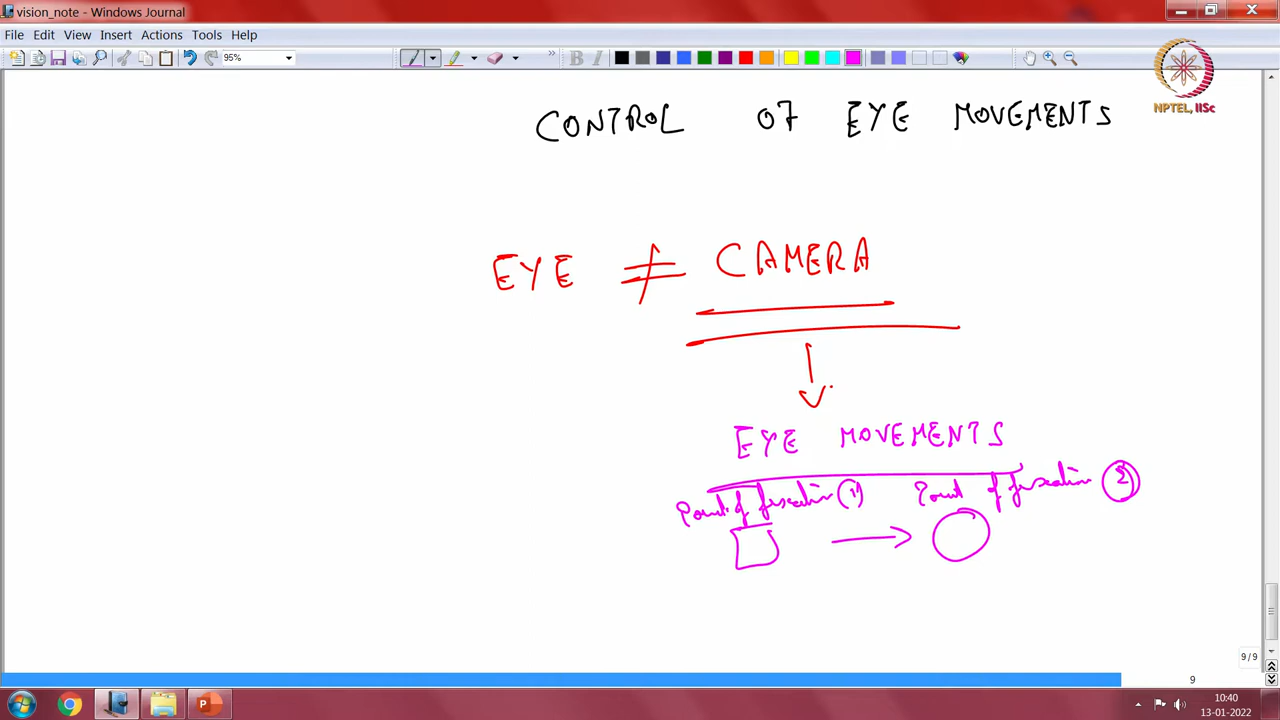 vision_note - Windows Journal
File Edit View Insert Actions Tools Help
95%
B I
NPTEL, IISc
CONTROL OF EYE MOVEMENTS
EYE ≠ CAMERA
EYE MOVEMENTS
Point of fixation (1) Point of fixation (2)
9/9
9
10:40
13-01-2022